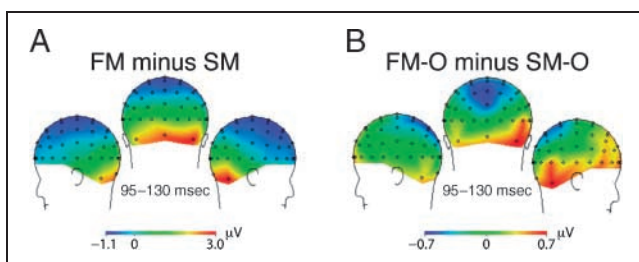 A
FM minus SM
95–130 msec
−1.1 0 3.0 μV
B
FM-O minus SM-O
95–130 msec
−0.7 0 0.7 μV